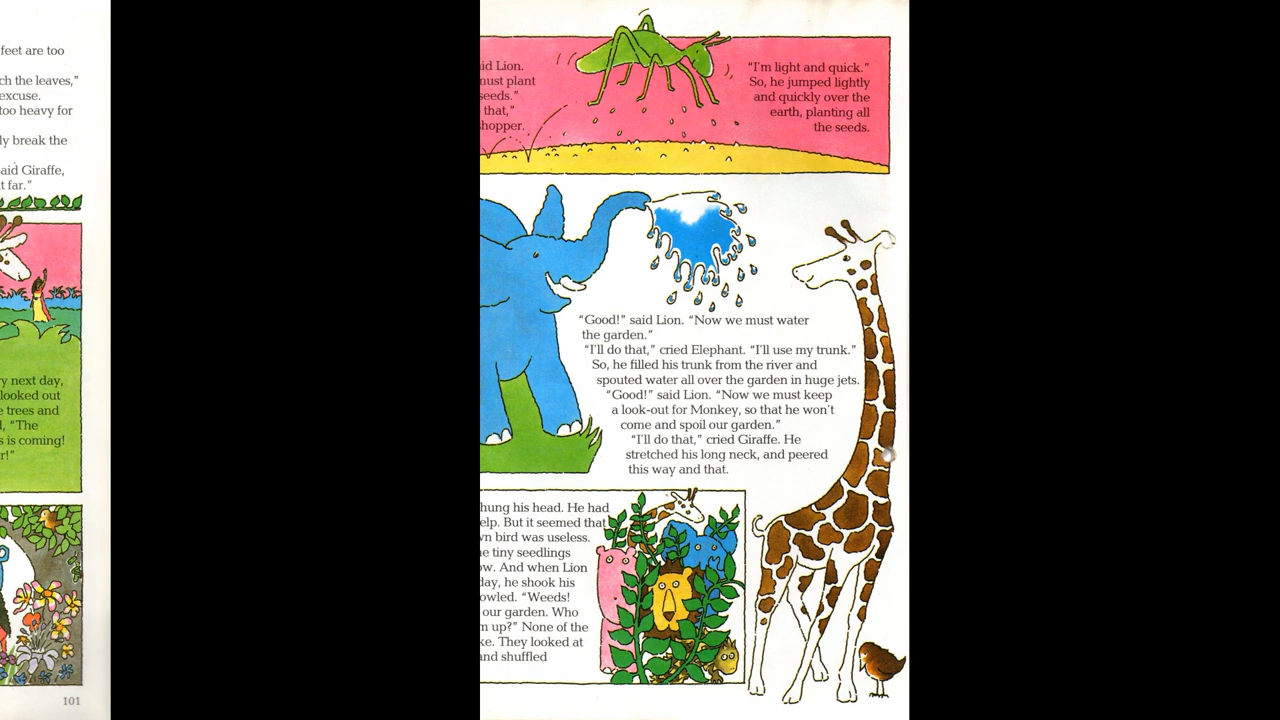 feet are too
ch the leaves,”
excuse.
too heavy for
ly break the
aid Giraffe,
t far.”
y next day,
looked out
trees and
“The
s is coming!
r!”
101
id Lion.
must plant
seeds.”
that,”
hopper.
“I’m light and quick.”
So, he jumped lightly
and quickly over the
earth, planting all
the seeds.
“Good!” said Lion. “Now we must water
the garden.”
“I’ll do that,” cried Elephant. “I’ll use my trunk.”
So, he filled his trunk from the river and
spouted water all over the garden in huge jets.
“Good!” said Lion. “Now we must keep
a look-out for Monkey, so that he won’t
come and spoil our garden.”
“I’ll do that,” cried Giraffe. He
stretched his long neck, and peered
this way and that.
hung his head. He had
elp. But it seemed that
vn bird was useless.
e tiny seedlings
ow. And when Lion
day, he shook his
owled. “Weeds!
our garden. Who
m up?” None of the
ke. They looked at
and shuffled